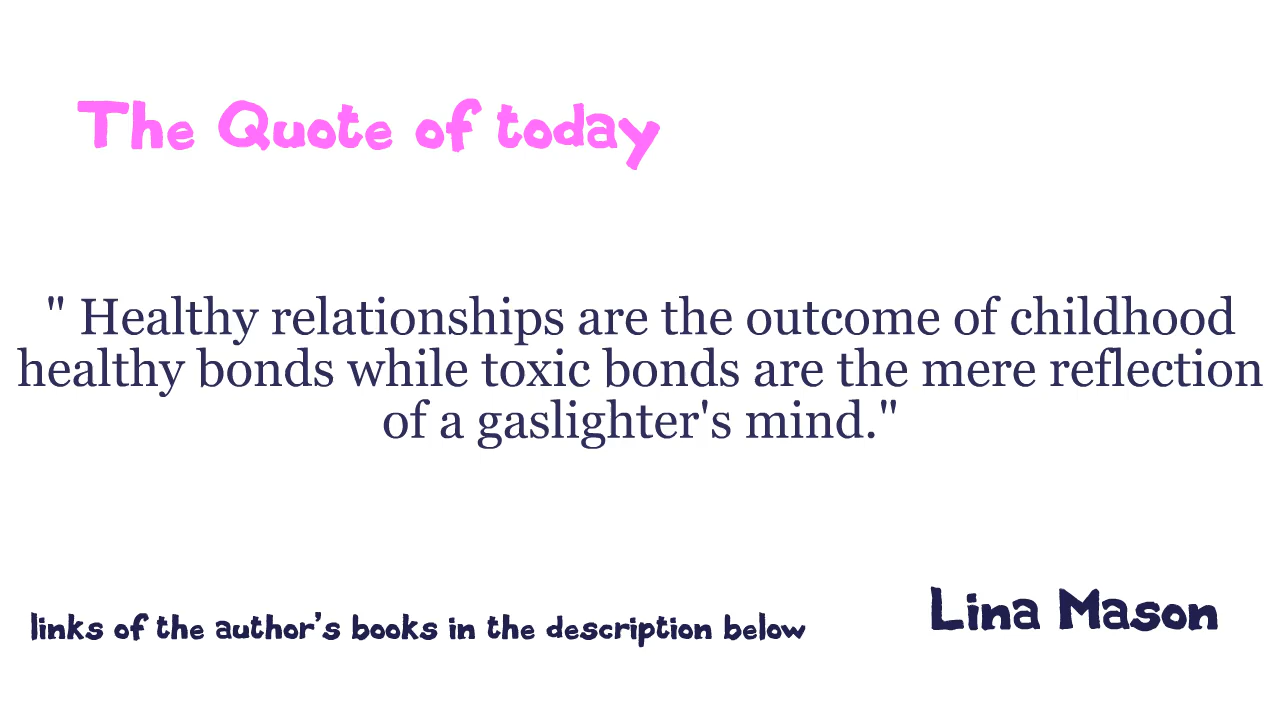 The Quote of today
" Healthy relationships are the outcome of childhood
healthy bonds while toxic bonds are the mere reflection
of a gaslighter's mind."
links of the author's books in the description below
Lina Mason